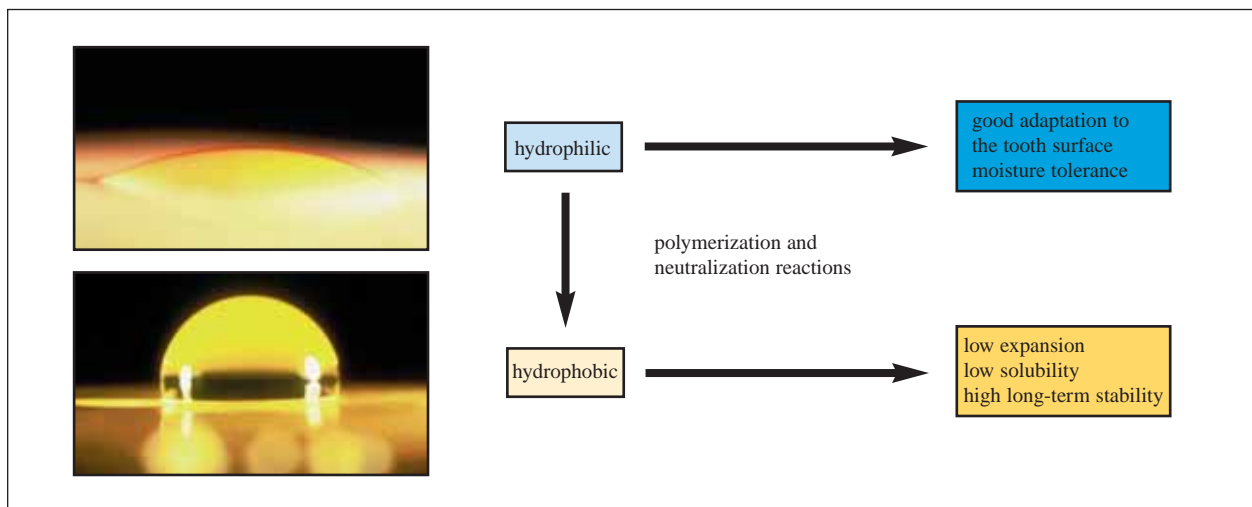 hydrophilic
good adaptation to
the tooth surface
moisture tolerance
polymerization and
neutralization reactions
hydrophobic
low expansion
low solubility
high long-term stability